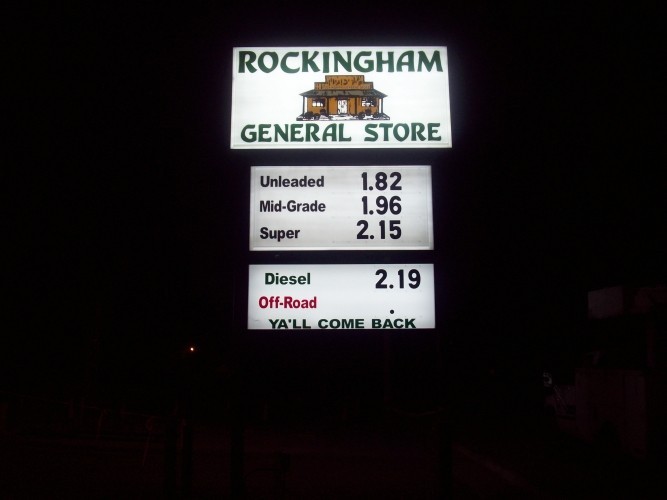 ROCKINGHAM
GENERAL STORE
Unleaded 1.82
Mid-Grade 1.96
Super 2.15
Diesel 2.19
Off-Road .
YA'LL COME BACK